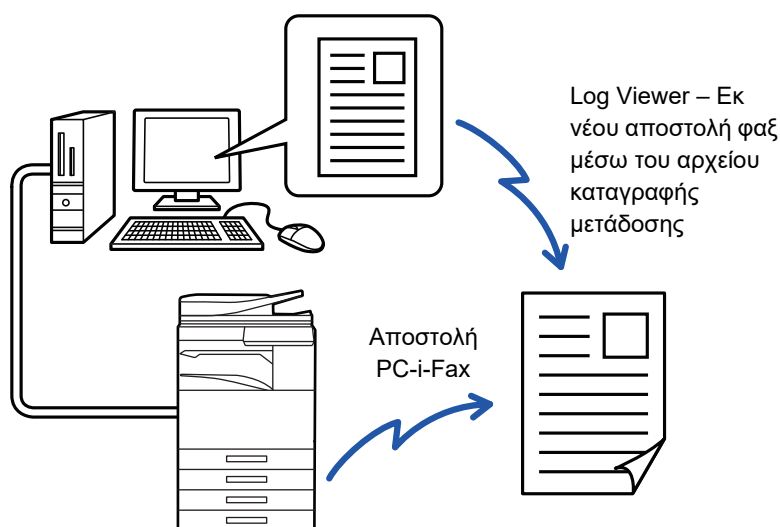 Log Viewer – Εκ
νέου αποστολή φαξ
μέσω του αρχείου
καταγραφής
μετάδοσης
Αποστολή
PC-i-Fax